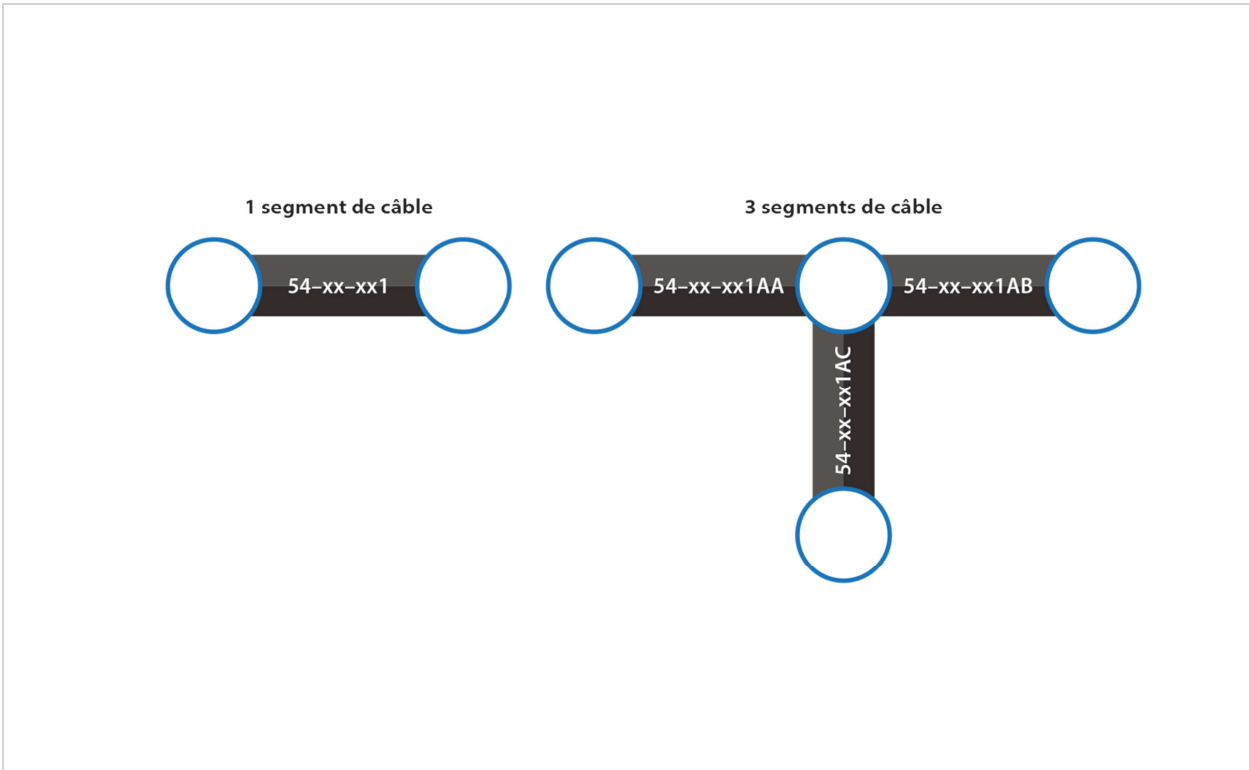 1 segment de câble
3 segments de câble
54–xx–xx1
54–xx–xx1AA
54–xx–xx1AB
54–xx–xx1AC